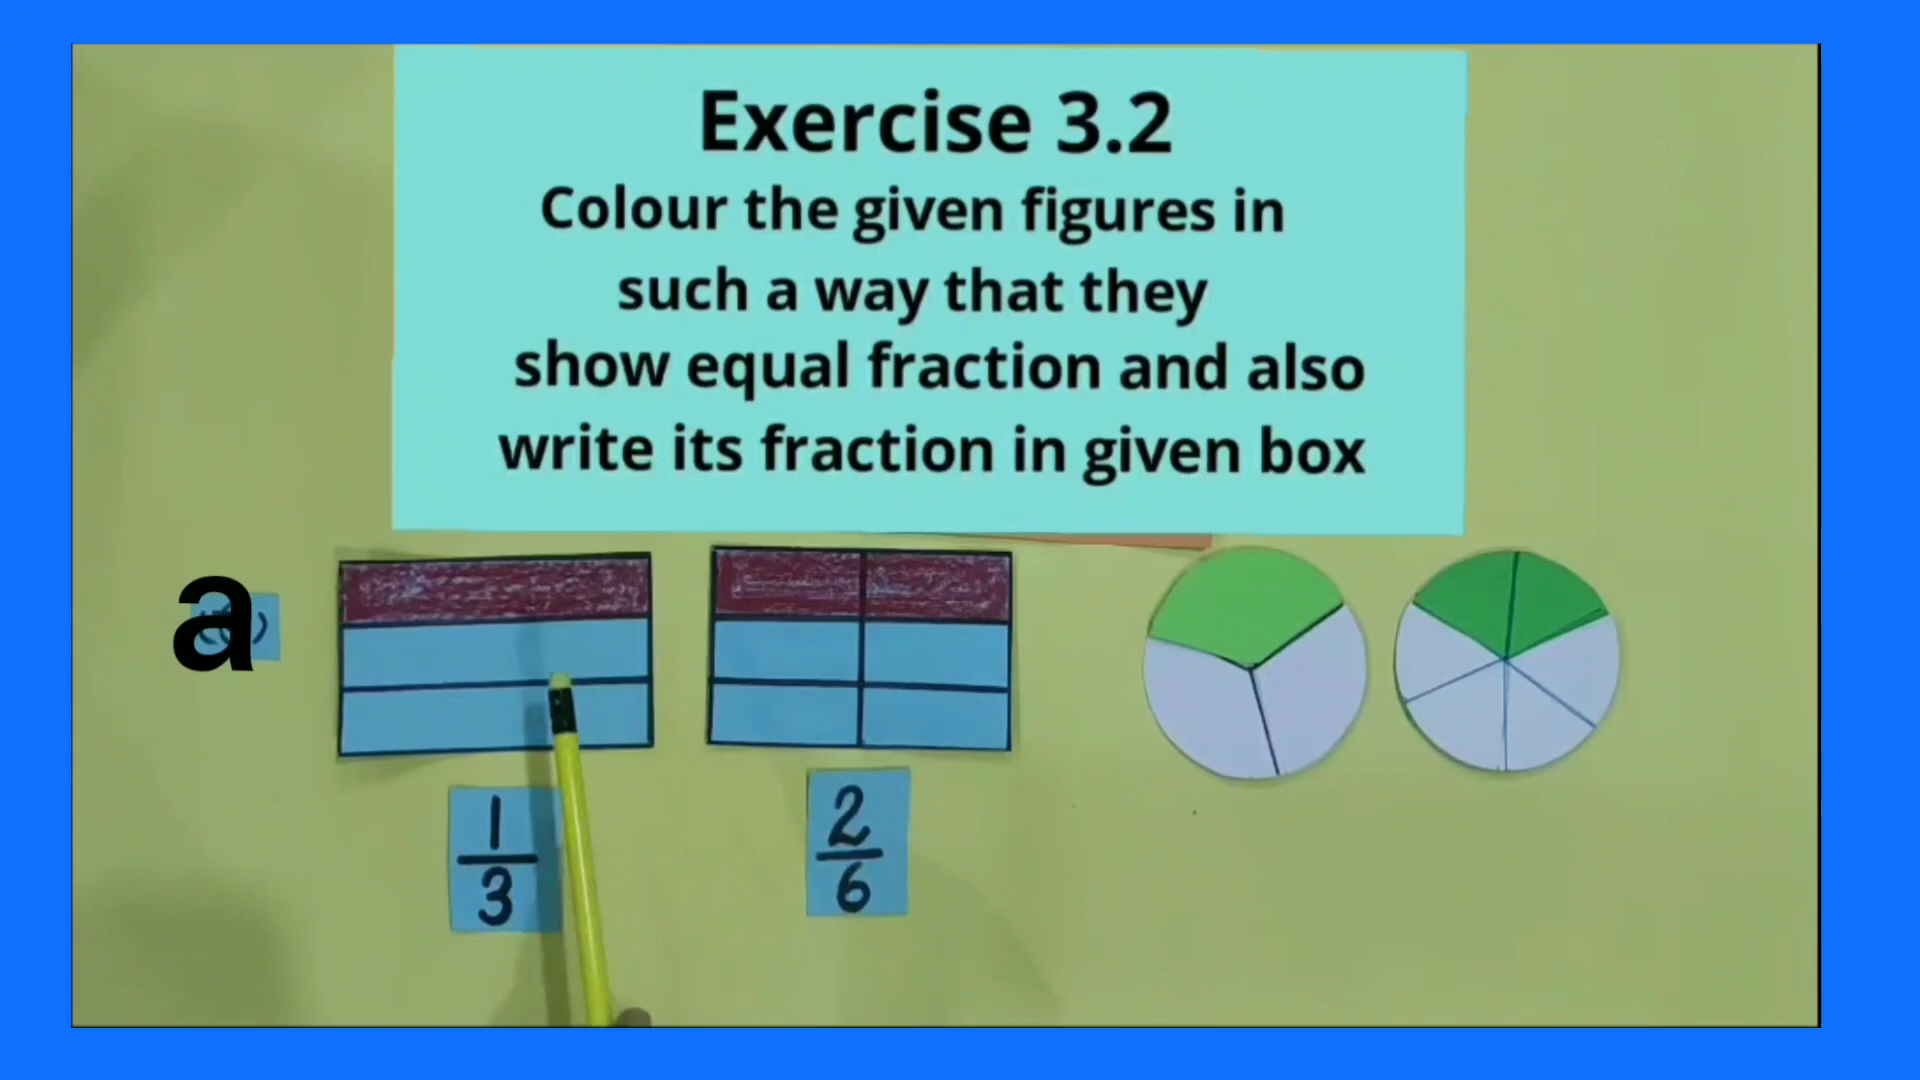 Exercise 3.2
Colour the given figures in
such a way that they
show equal fraction and also
write its fraction in given box
a
1
3
2
6